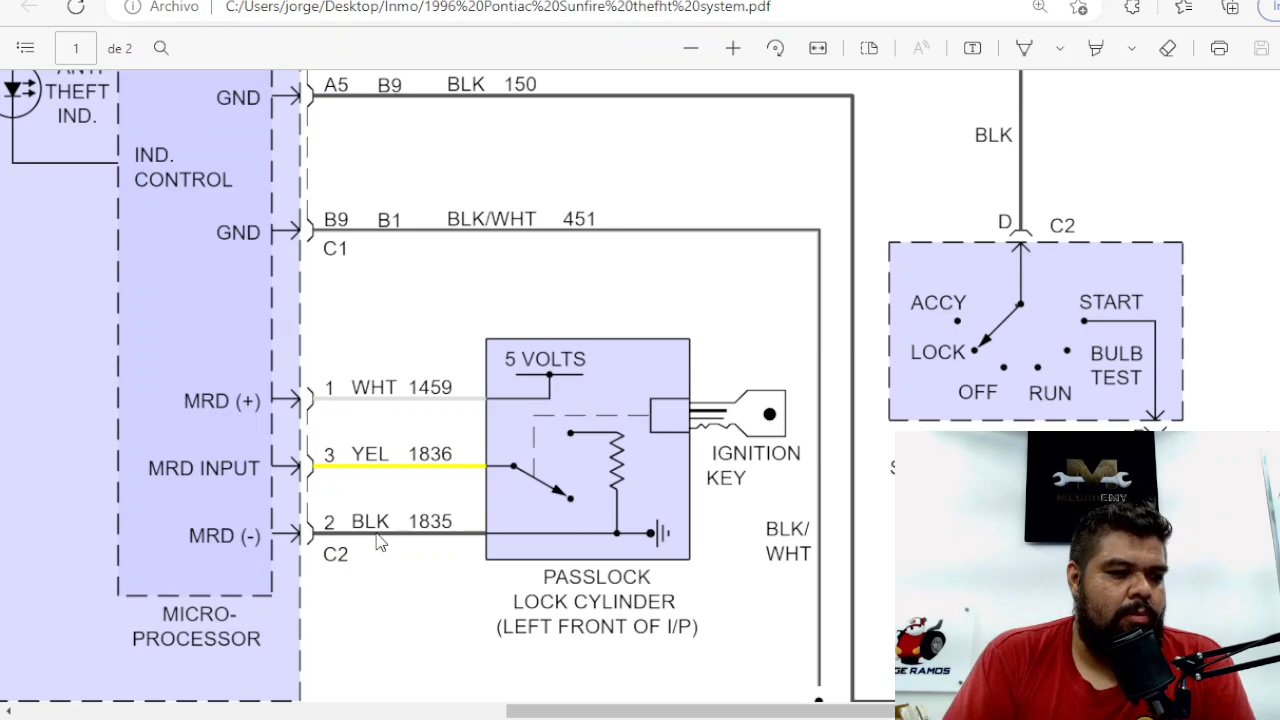 Archivo
C:/Users/jorge/Desktop/Inmo/1996%20Pontiac%20Sunfire%20thefht%20system.pdf
1 de 2
ANTI
THEFT
IND.
GND
A5 B9 BLK 150
IND.
CONTROL
GND
B9 B1 BLK/WHT 451
C1
MRD (+)
1 WHT 1459
MRD INPUT
3 YEL 1836
MRD (-)
2 BLK 1835
C2
MICRO-
PROCESSOR
5 VOLTS
IGNITION
KEY
PASSLOCK
LOCK CYLINDER
(LEFT FRONT OF I/P)
BLK/
WHT
BLK
D C2
ACCY
LOCK
OFF
RUN
START
BULB
TEST
GE RAMOS